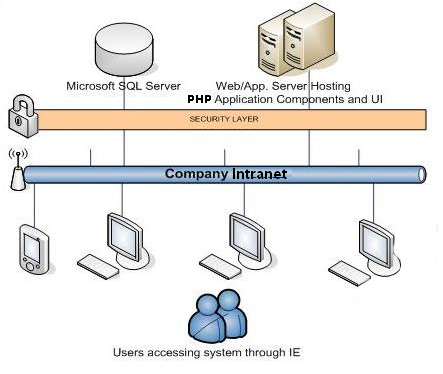 Microsoft SQL Server
Web/App. Server Hosting
PHP Application Components and UI
SECURITY LAYER
Company Intranet
Users accessing system through IE